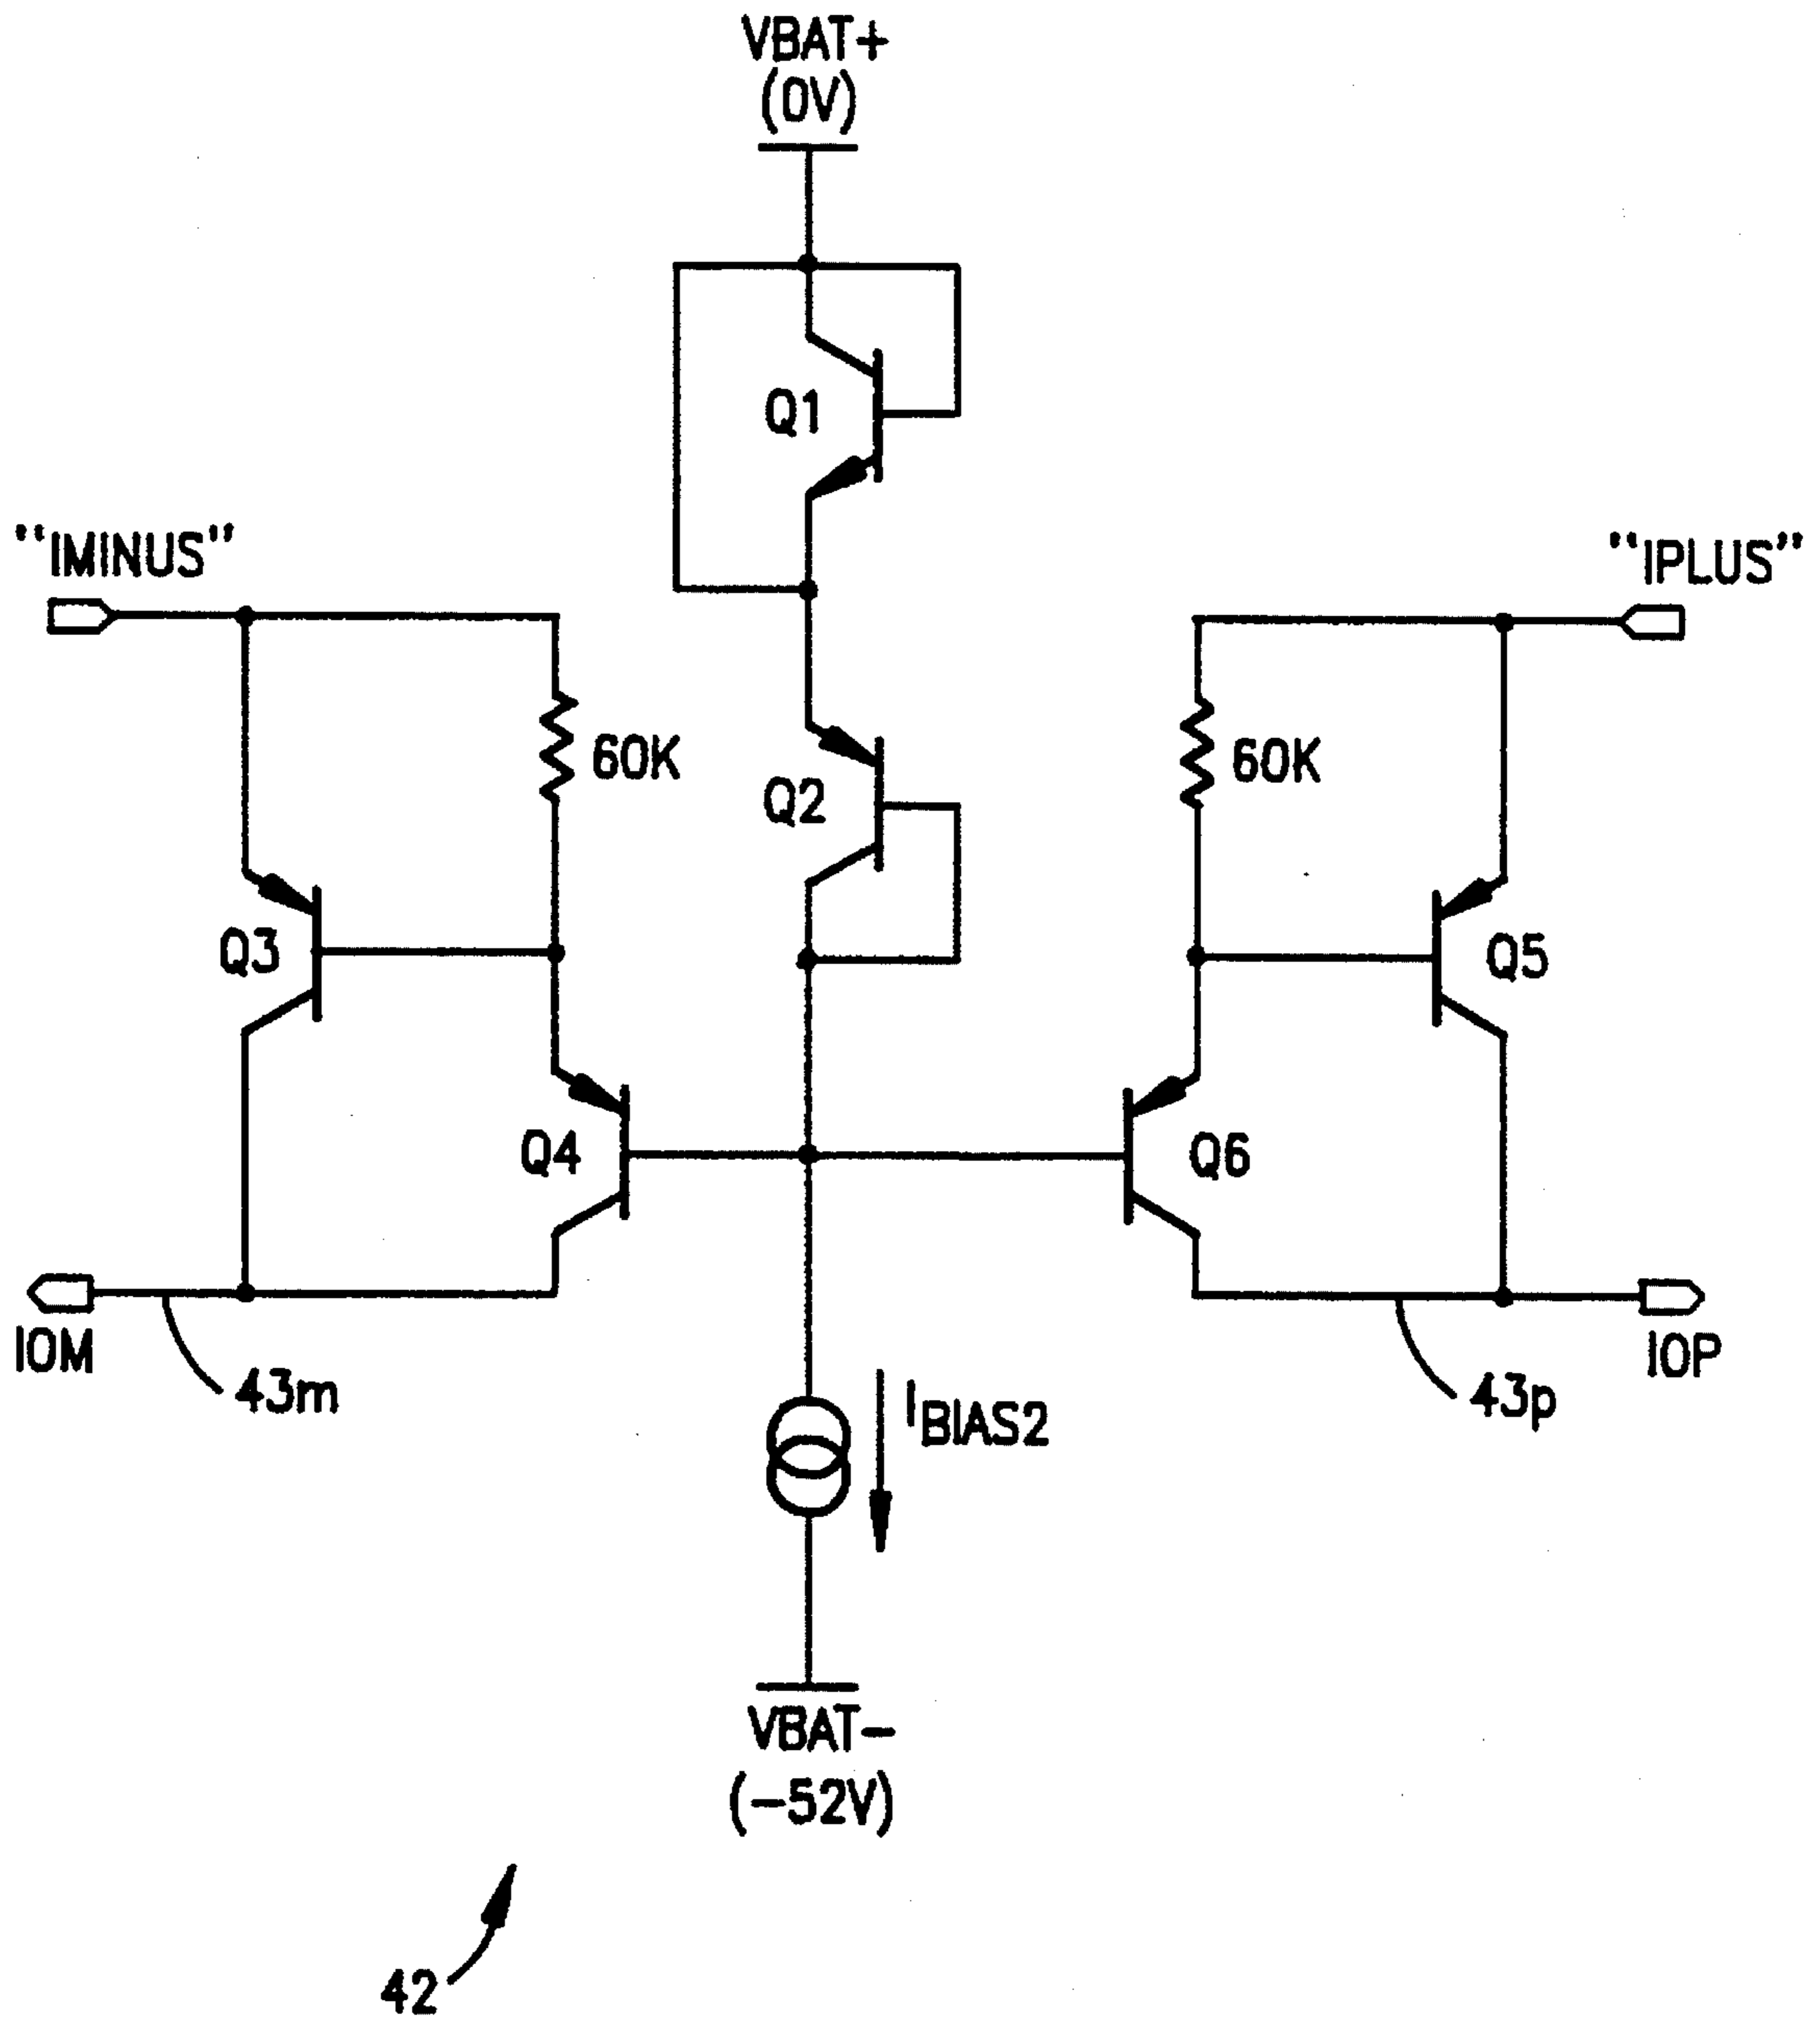 VBAT+
(0V)
Q1
"IMINUS"
"IPLUS"
60K
Q2
60K
Q3
Q5
Q4
Q6
IOM
43m
IBIAS2
IOP
43p
VBAT-
(-52V)
42